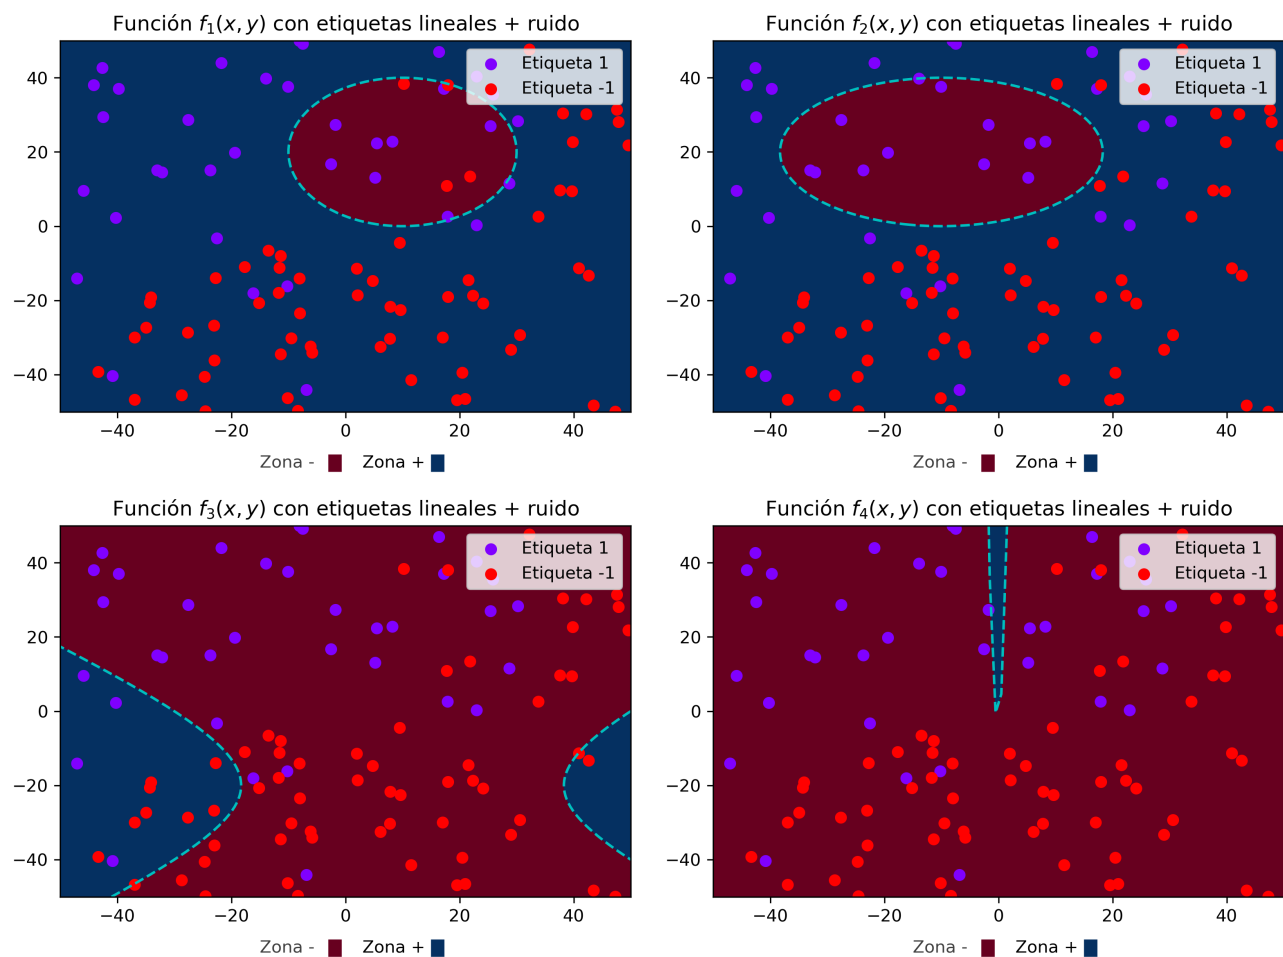 Función f₁(x, y) con etiquetas lineales + ruido
Etiqueta 1
Etiqueta -1
40
20
0
−20
−40
−40 −20 0 20 40
Zona - Zona +
Función f₂(x, y) con etiquetas lineales + ruido
Etiqueta 1
Etiqueta -1
40
20
0
−20
−40
−40 −20 0 20 40
Zona - Zona +
Función f₃(x, y) con etiquetas lineales + ruido
Etiqueta 1
Etiqueta -1
40
20
0
−20
−40
−40 −20 0 20 40
Zona - Zona +
Función f₄(x, y) con etiquetas lineales + ruido
Etiqueta 1
Etiqueta -1
40
20
0
−20
−40
−40 −20 0 20 40
Zona - Zona +